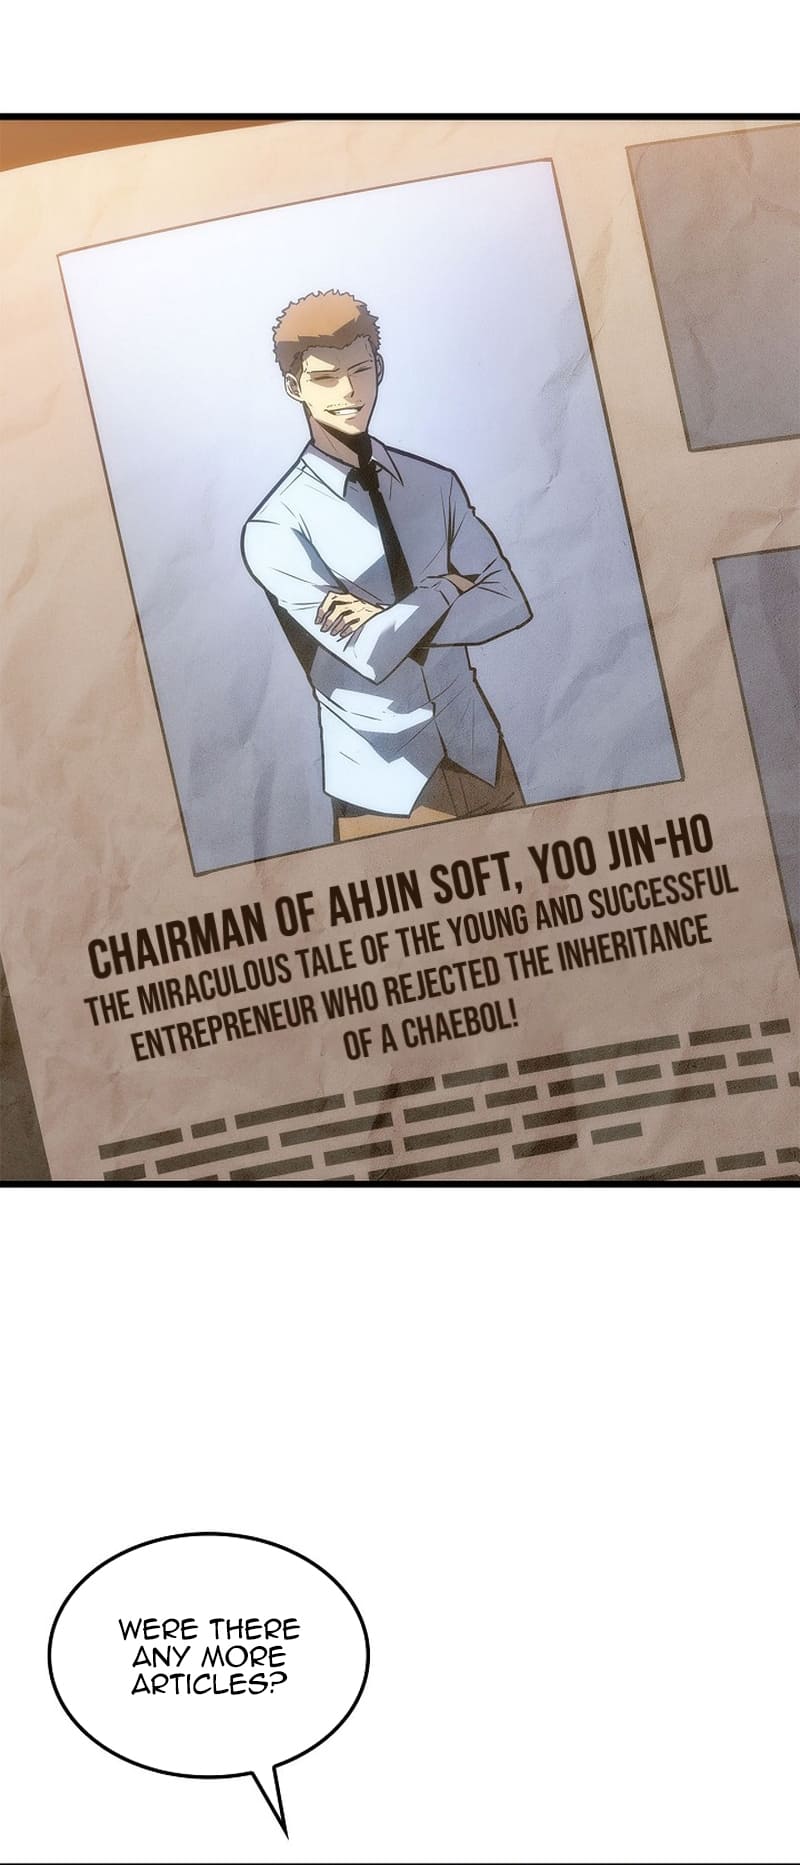 CHAIRMAN OF AHJIN SOFT, YOO JIN-HO
THE MIRACULOUS TALE OF THE YOUNG AND SUCCESSFUL
ENTREPRENEUR WHO REJECTED THE INHERITANCE
OF A CHAEBOL!
WERE THERE
ANY MORE
ARTICLES?